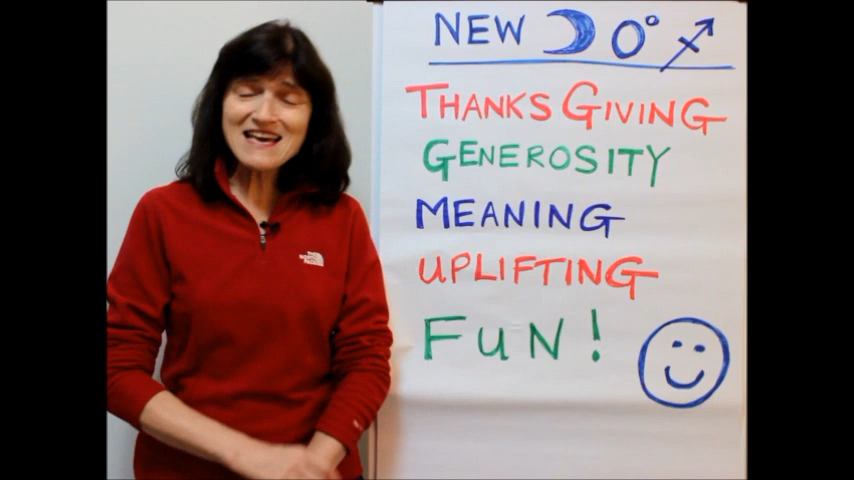 NEW ☽ 0° ♐
THANKSGIVING
GENEROSITY
MEANING
UPLIFTING
FUN!